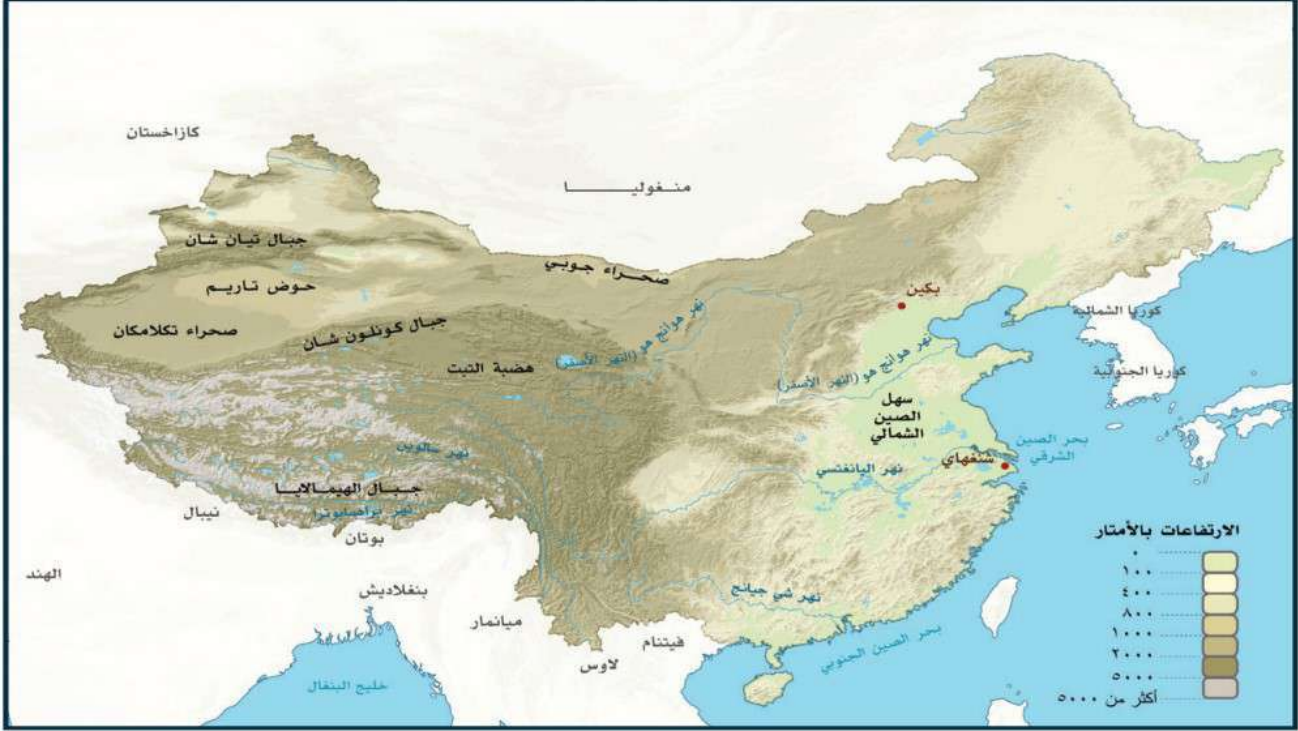 كازاخستان
منغوليا
جبال تيان شان
صحراء جوبي
حوض تاريم
بكين
صحراء تكلامكان
جبال كونلون شان
نهر هوانج هو (النهر الأصفر)
كوريا الشمالية
هضبة التبت
نهر هوانج هو (النهر الأصفر)
كوريا الجنوبية
سهل
الصين
الشمالي
بحر الصين
الشرقي
نهر سالوين
شنغهاي
نهر اليانغتسي
جبال الهيمالايا
نهر براهمابوترا
نيبال
بوتان
الهند
بنغلاديش
ميانمار
نهر شي جيانج
فيتنام
لاوس
بحر الصين الجنوبي
خليج البنغال
الارتفاعات بالأمتار
٠
١٠٠
٤٠٠
٨٠٠
١٠٠٠
٢٠٠٠
٥٠٠٠
أكثر من ٥٠٠٠